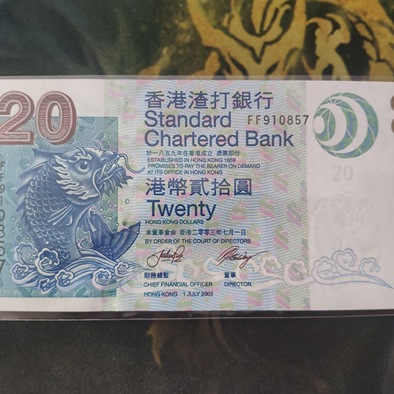 20
香港渣打銀行
Standard
Chartered Bank
FF910857
於一八五九年在香港成立 憑票即付
ESTABLISHED IN HONG KONG 1859
PROMISES TO PAY THE BEARER ON DEMAND
AT ITS OFFICE IN HONG KONG
港幣貳拾圓
Twenty
HONG KONG DOLLARS
20
承董事會命 香港二零零三年七月一日
BY ORDER OF THE COURT OF DIRECTORS
財務總監
CHIEF FINANCIAL OFFICER
董事
DIRECTOR
HONG KONG 1 JULY 2003